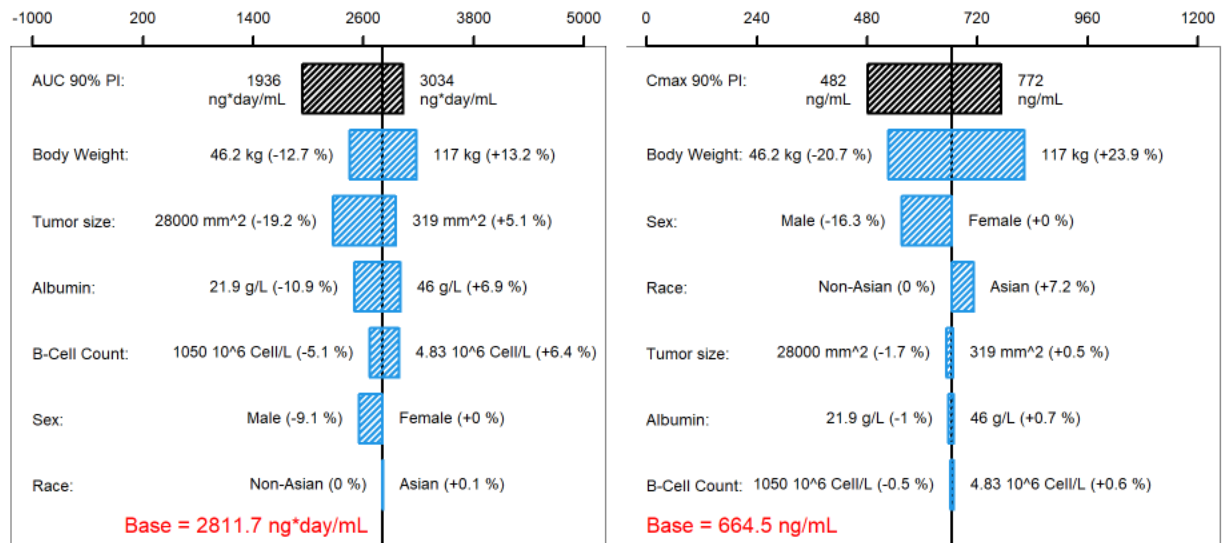 -1000 200 1400 2600 3800 5000
AUC 90% PI: 1936 ng*day/mL 3034 ng*day/mL
Body Weight: 46.2 kg (-12.7 %) 117 kg (+13.2 %)
Tumor size: 28000 mm^2 (-19.2 %) 319 mm^2 (+5.1 %)
Albumin: 21.9 g/L (-10.9 %) 46 g/L (+6.9 %)
B-Cell Count: 1050 10^6 Cell/L (-5.1 %) 4.83 10^6 Cell/L (+6.4 %)
Sex: Male (-9.1 %) Female (+0 %)
Race: Non-Asian (0 %) Asian (+0.1 %)
Base = 2811.7 ng*day/mL
0 240 480 720 960 1200
Cmax 90% PI: 482 ng/mL 772 ng/mL
Body Weight: 46.2 kg (-20.7 %) 117 kg (+23.9 %)
Sex: Male (-16.3 %) Female (+0 %)
Race: Non-Asian (0 %) Asian (+7.2 %)
Tumor size: 28000 mm^2 (-1.7 %) 319 mm^2 (+0.5 %)
Albumin: 21.9 g/L (-1 %) 46 g/L (+0.7 %)
B-Cell Count: 1050 10^6 Cell/L (-0.5 %) 4.83 10^6 Cell/L (+0.6 %)
Base = 664.5 ng/mL